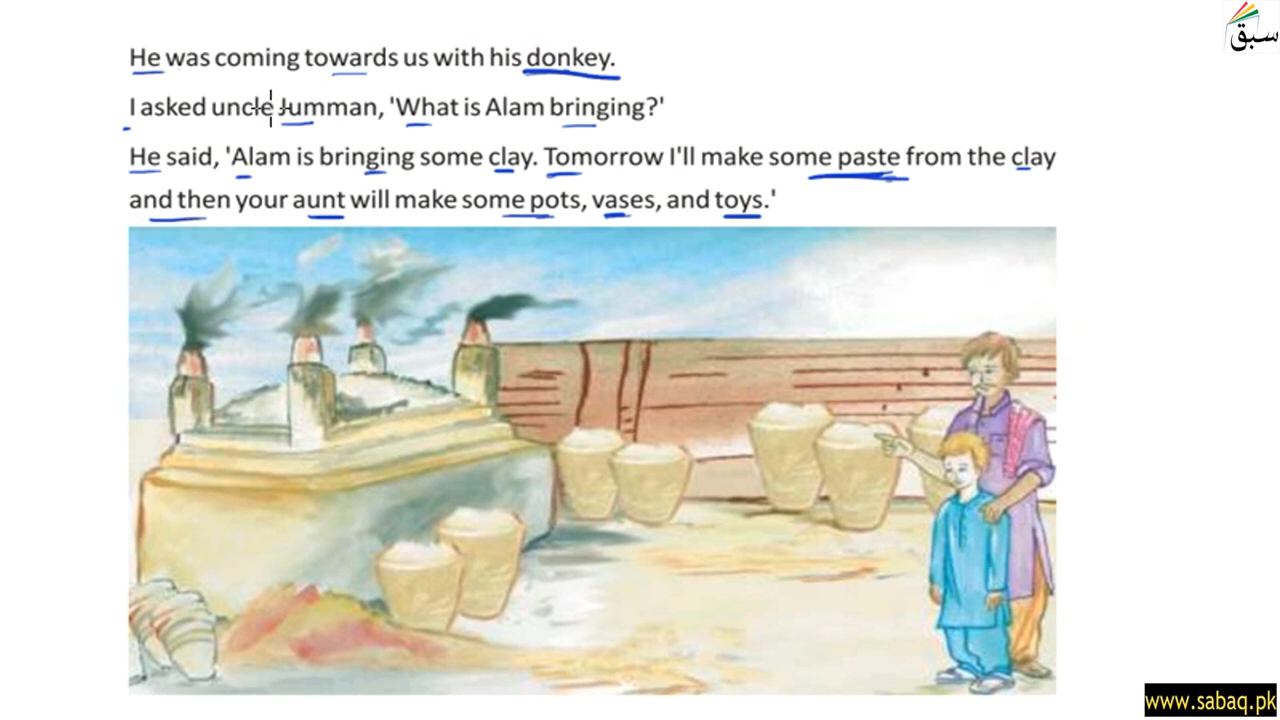 سبق
He was coming towards us with his donkey.
I asked uncle Jumman, 'What is Alam bringing?'
He said, 'Alam is bringing some clay. Tomorrow I'll make some paste from the clay
and then your aunt will make some pots, vases, and toys.'
www.sabaq.pk